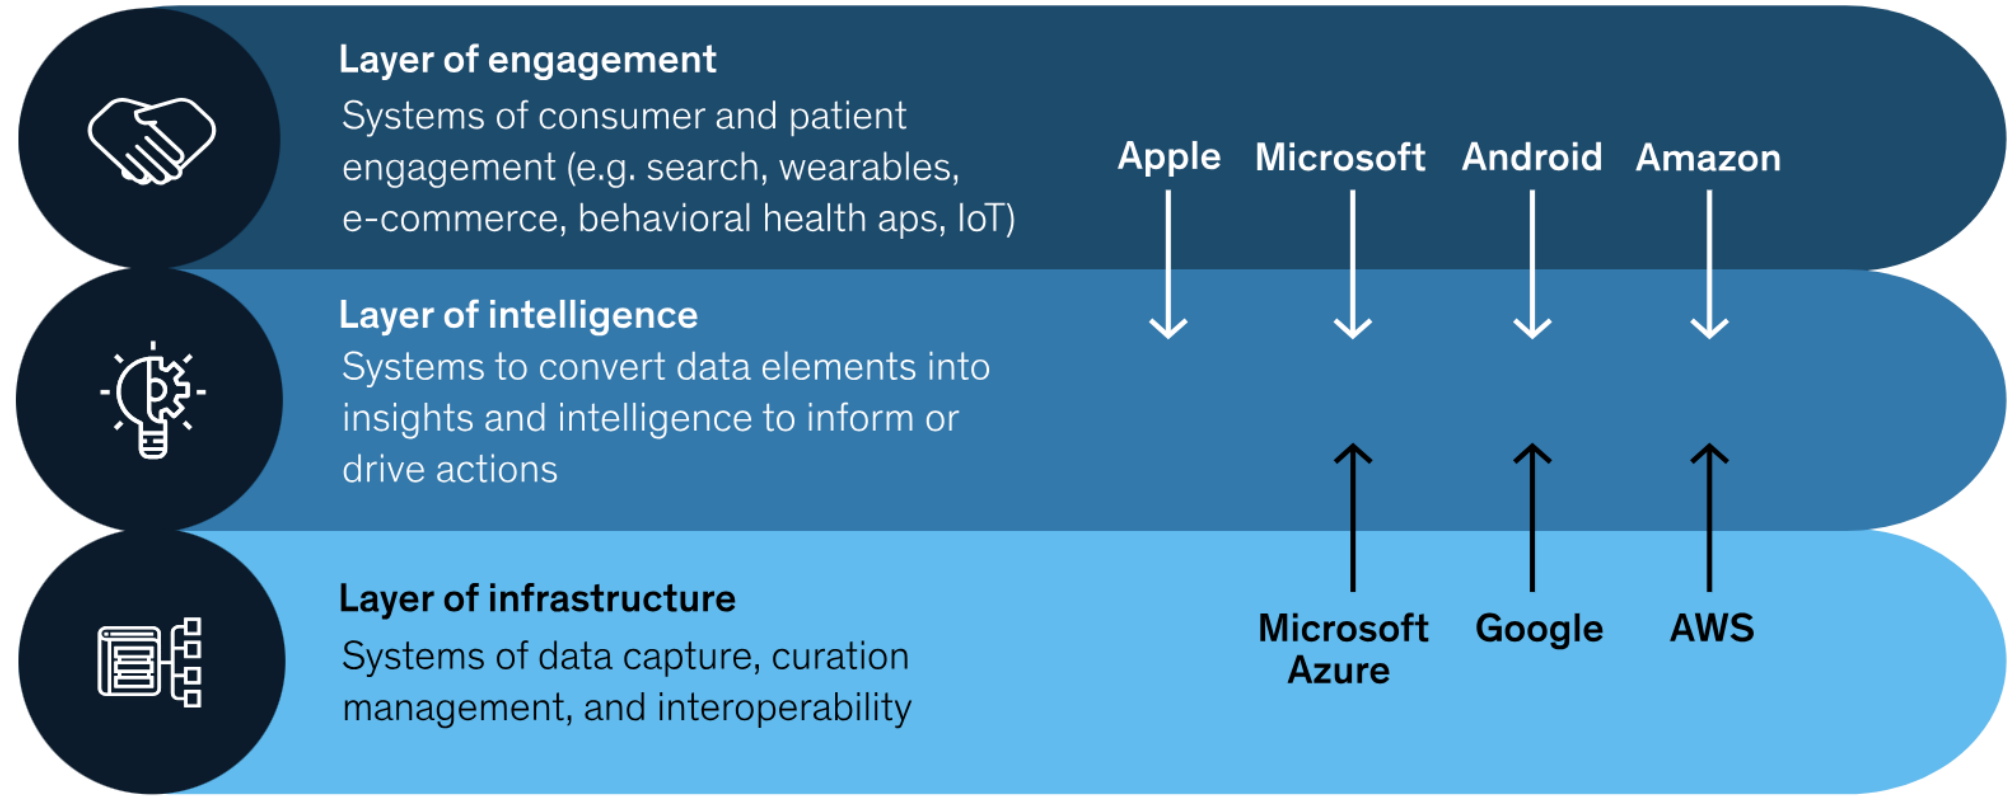 Layer of engagement
Systems of consumer and patient
engagement (e.g. search, wearables,
e-commerce, behavioral health aps, IoT)
Apple Microsoft Android Amazon
Layer of intelligence
Systems to convert data elements into
insights and intelligence to inform or
drive actions
Layer of infrastructure
Systems of data capture, curation
management, and interoperability
Microsoft
Azure
Google
AWS